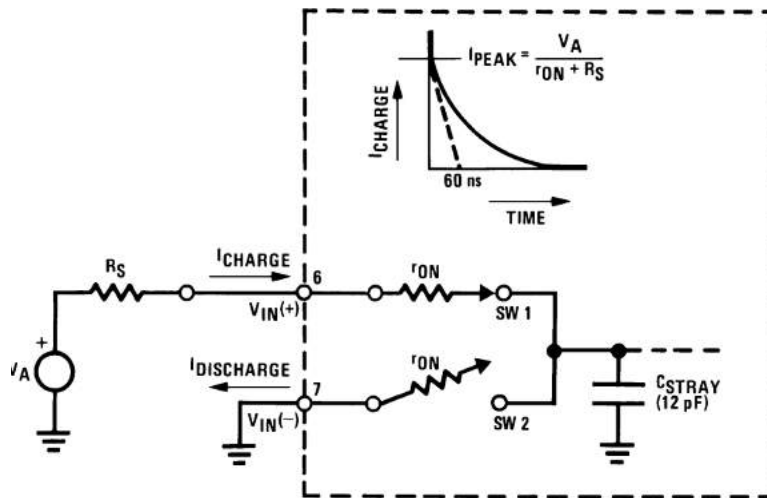 IPEAK = VA / rON + RS
ICHARGE
60 ns
TIME
RS
ICHARGE
6
rON
VIN(+)
SW 1
+
VA
IDISCHARGE
rON
7
VIN(−)
SW 2
CSTRAY
(12 pF)